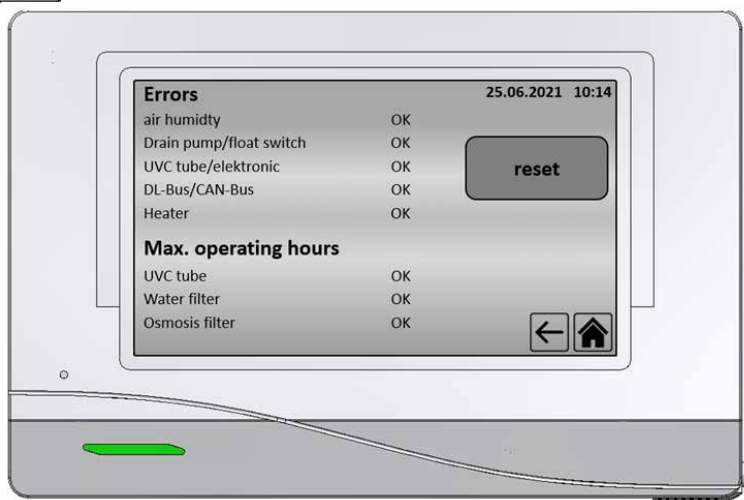 Errors 25.06.2021 10:14
air humidty OK
Drain pump/float switch OK
UVC tube/elektronic OK
reset
DL-Bus/CAN-Bus OK
Heater OK
Max. operating hours
UVC tube OK
Water filter OK
Osmosis filter OK